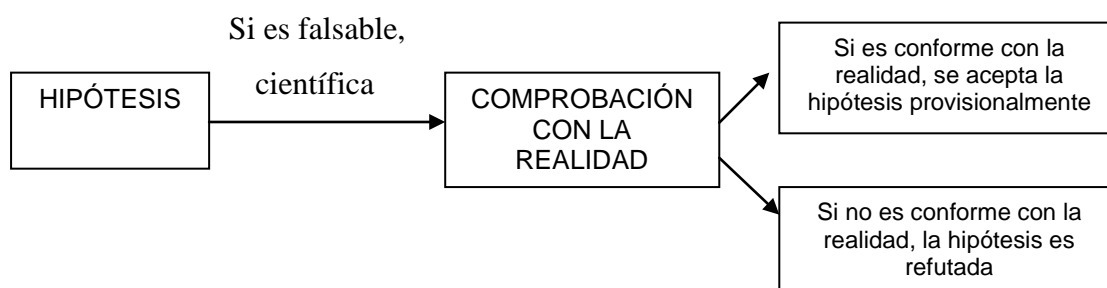 Si es falsable,
científica
HIPÓTESIS
COMPROBACIÓN
CON LA
REALIDAD
Si es conforme con la
realidad, se acepta la
hipótesis provisionalmente
Si no es conforme con la
realidad, la hipótesis es
refutada